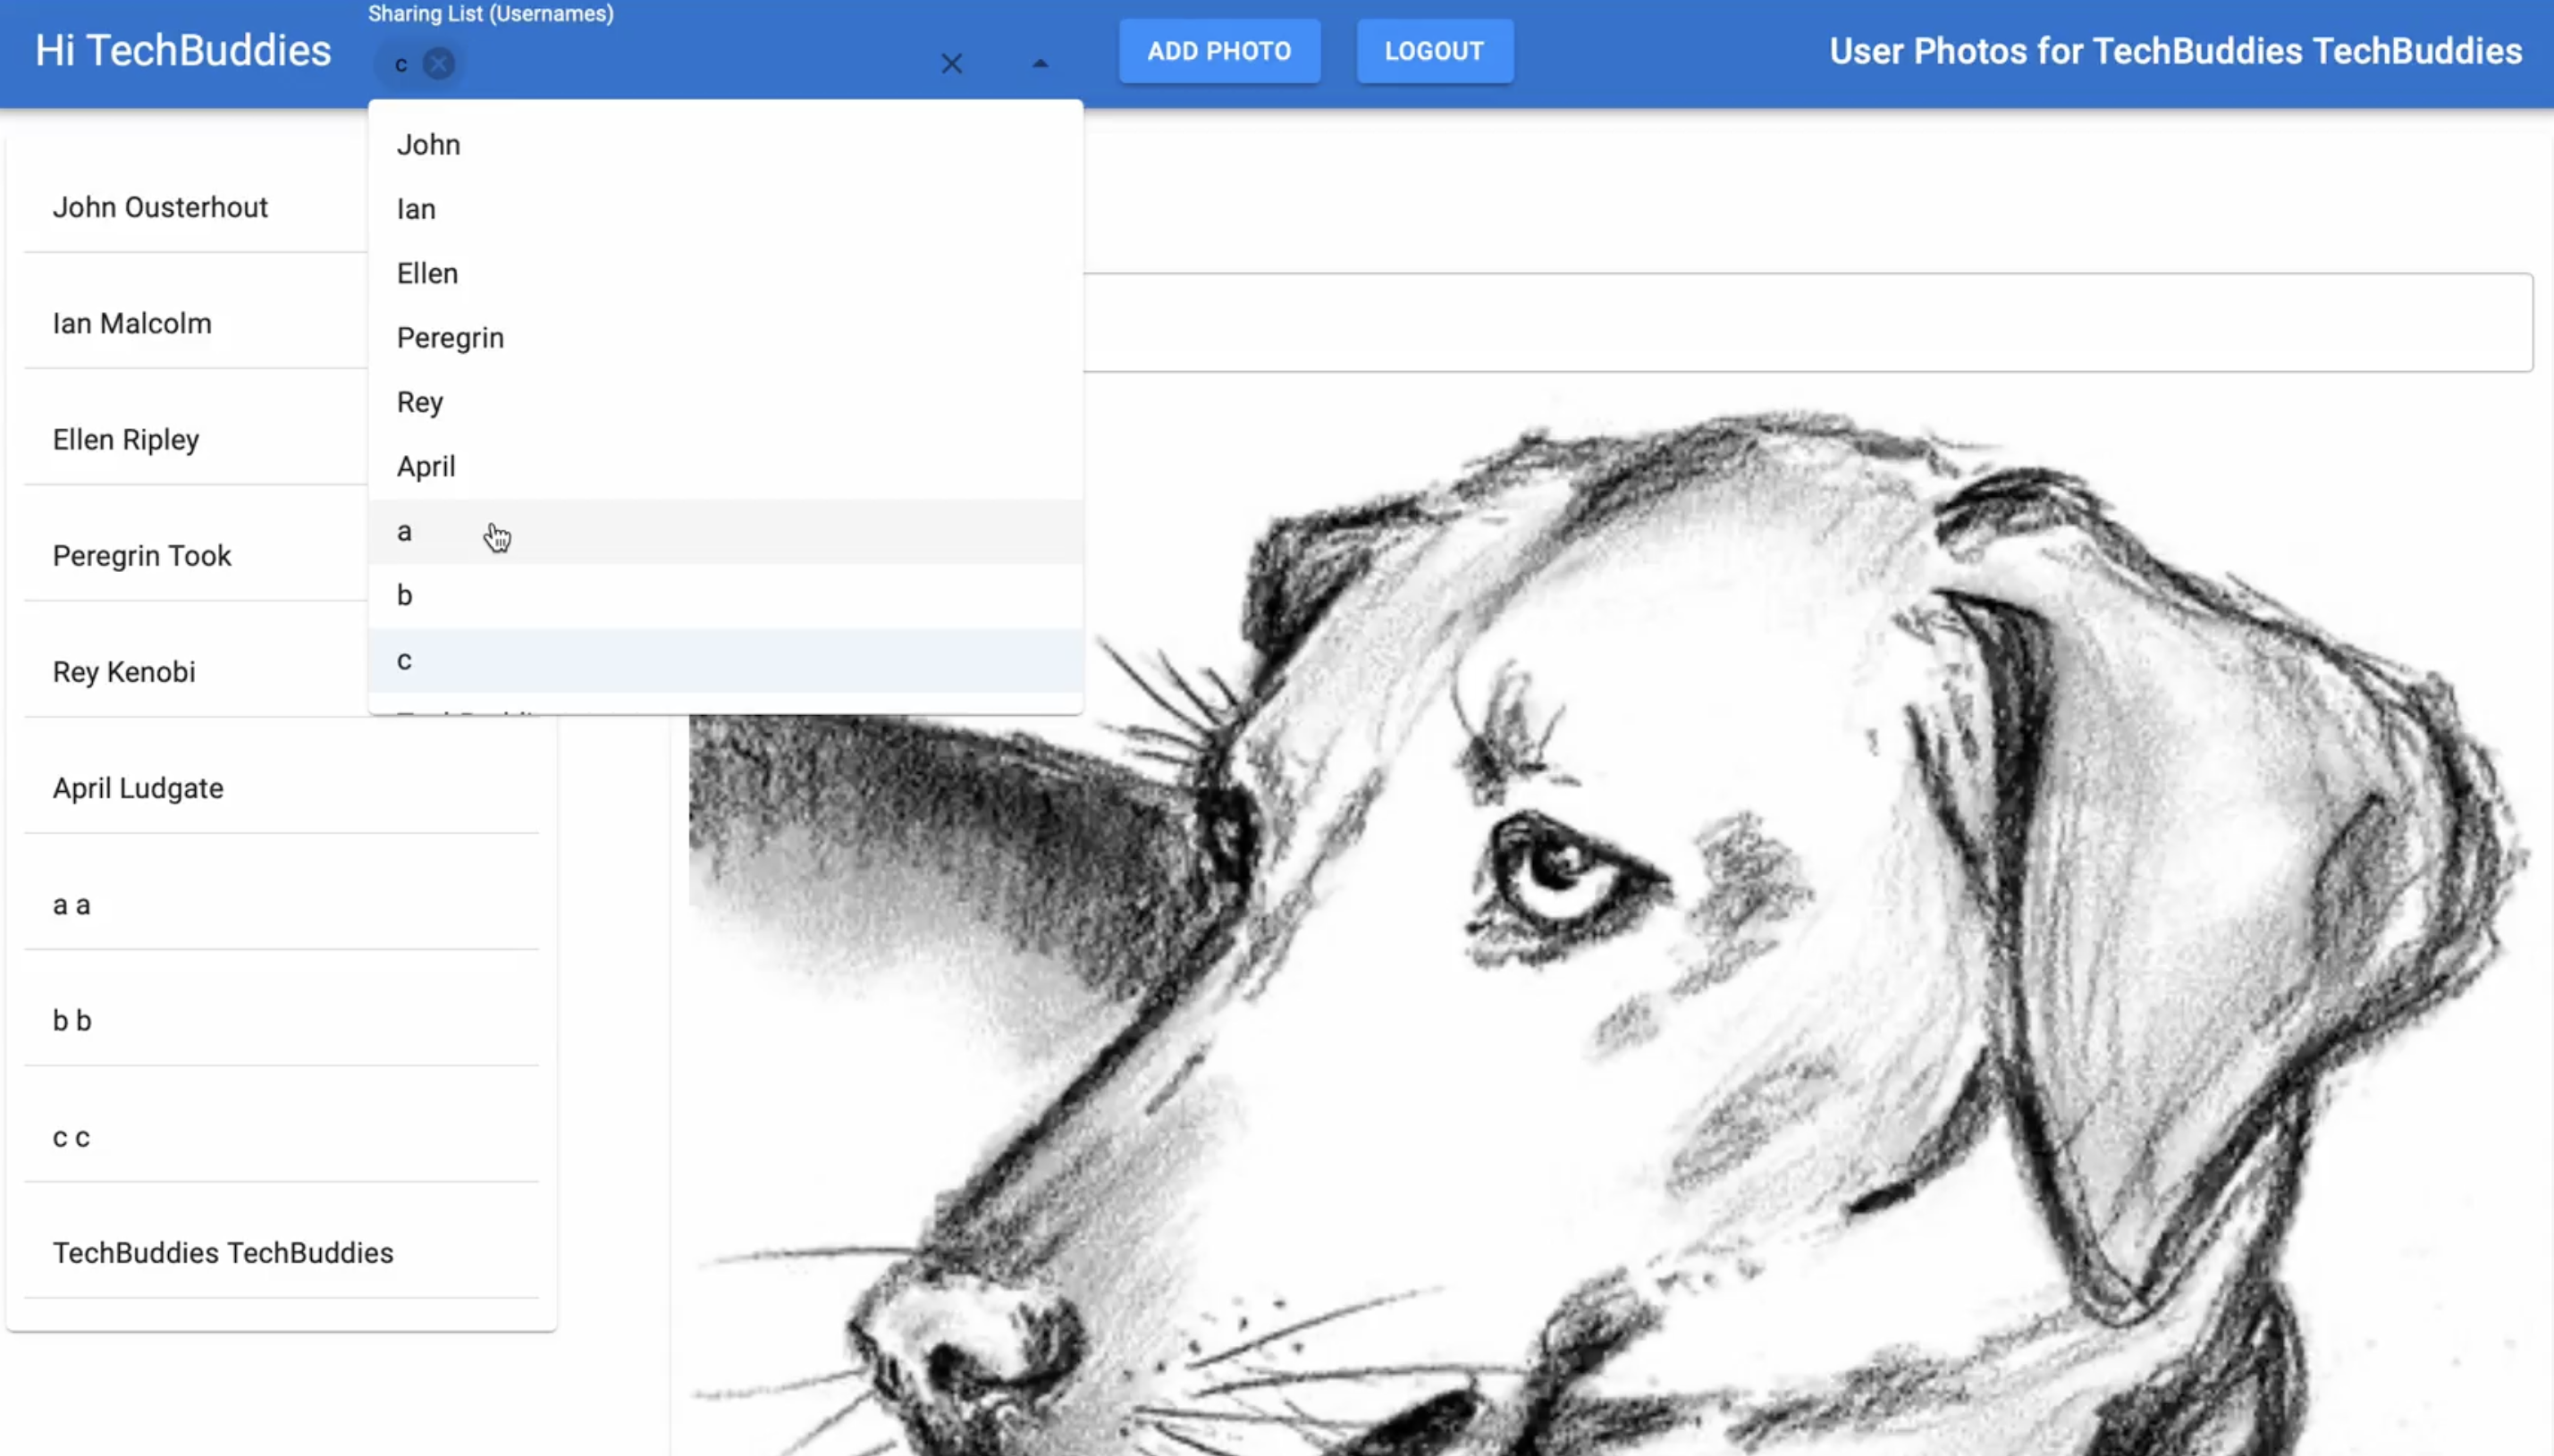 Hi TechBuddies
Sharing List (Usernames)
c
ADD PHOTO
LOGOUT
User Photos for TechBuddies TechBuddies
John
Ian
Ellen
Peregrin
Rey
April
a
b
c
John Ousterhout
Ian Malcolm
Ellen Ripley
Peregrin Took
Rey Kenobi
April Ludgate
a a
b b
c c
TechBuddies TechBuddies